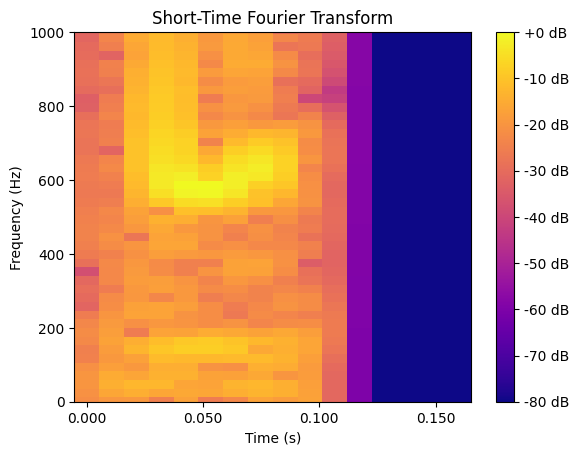 Short-Time Fourier Transform
Frequency (Hz)
1000
800
600
400
200
0
0.000
0.050
0.100
0.150
Time (s)
+0 dB
-10 dB
-20 dB
-30 dB
-40 dB
-50 dB
-60 dB
-70 dB
-80 dB